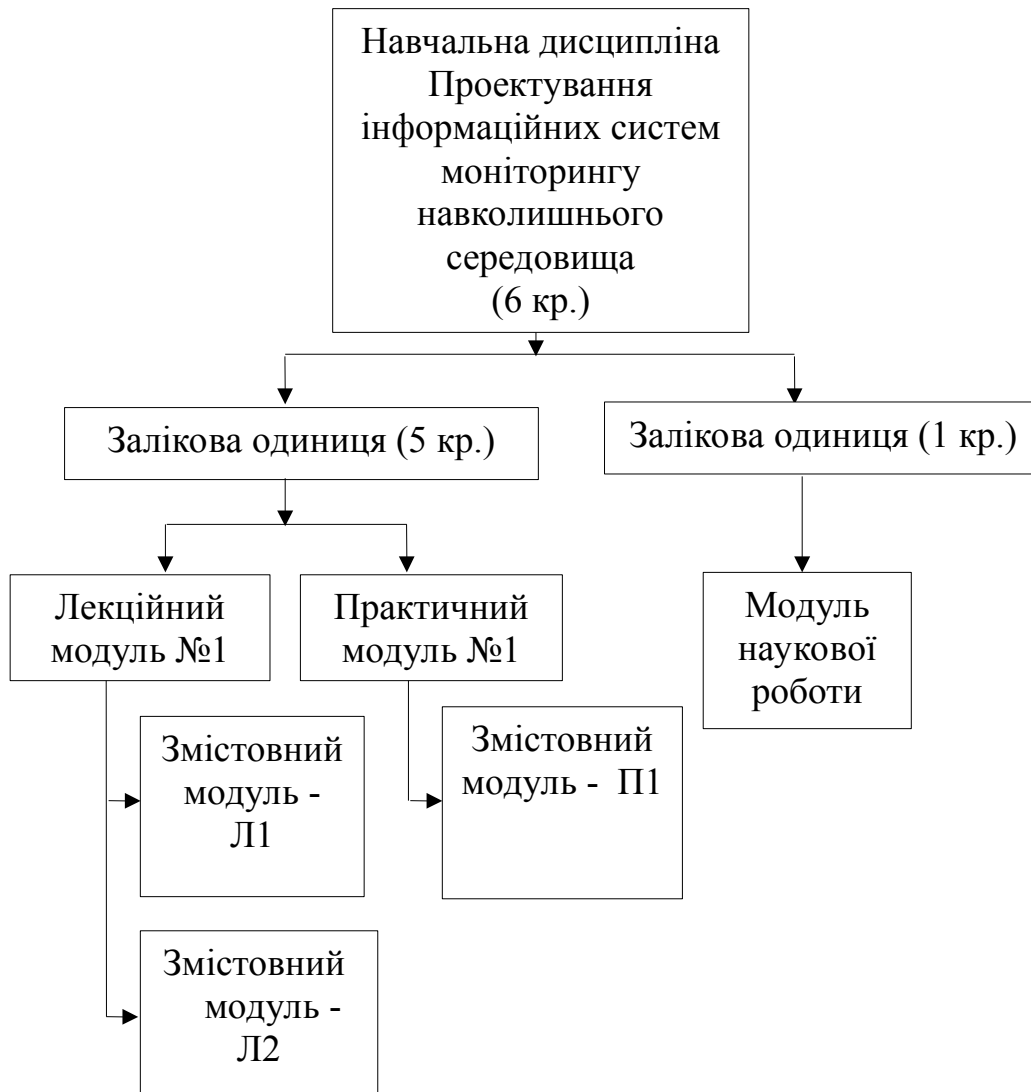 Навчальна дисципліна
Проектування
інформаційних систем
моніторингу
навколишнього
середовища
(6 кр.)
Залікова одиниця (5 кр.)
Залікова одиниця (1 кр.)
Лекційний
модуль №1
Практичний
модуль №1
Модуль
наукової
роботи
Змістовний
модуль -
Л1
Змістовний
модуль - П1
Змістовний
модуль -
Л2